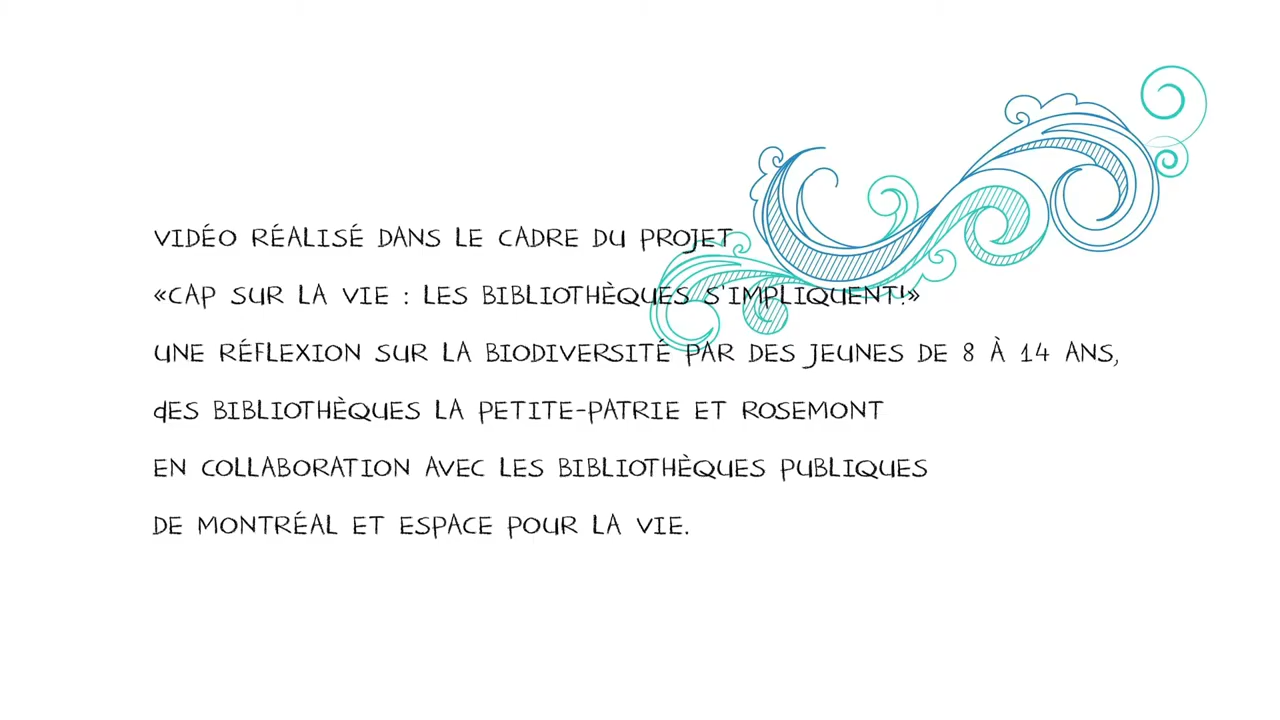 VIDÉO RÉALISÉ DANS LE CADRE DU PROJET
«CAP SUR LA VIE : LES BIBLIOTHÈQUES S'IMPLIQUENT!»
UNE RÉFLEXION SUR LA BIODIVERSITÉ PAR DES JEUNES DE 8 À 14 ANS,
dES BIBLIOTHÈQUES LA PETITE-PATRIE ET ROSEMONT
EN COLLABORATION AVEC LES BIBLIOTHÈQUES PUBLIQUES
DE MONTRÉAL ET ESPACE POUR LA VIE.